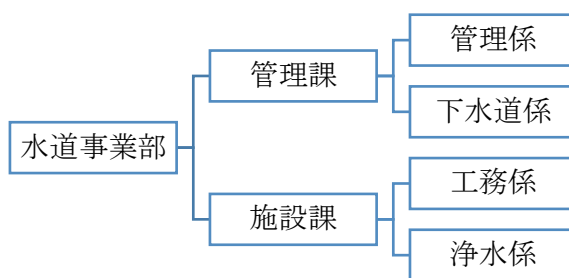 水道事業部
管理課
管理係
下水道係
施設課
工務係
浄水係